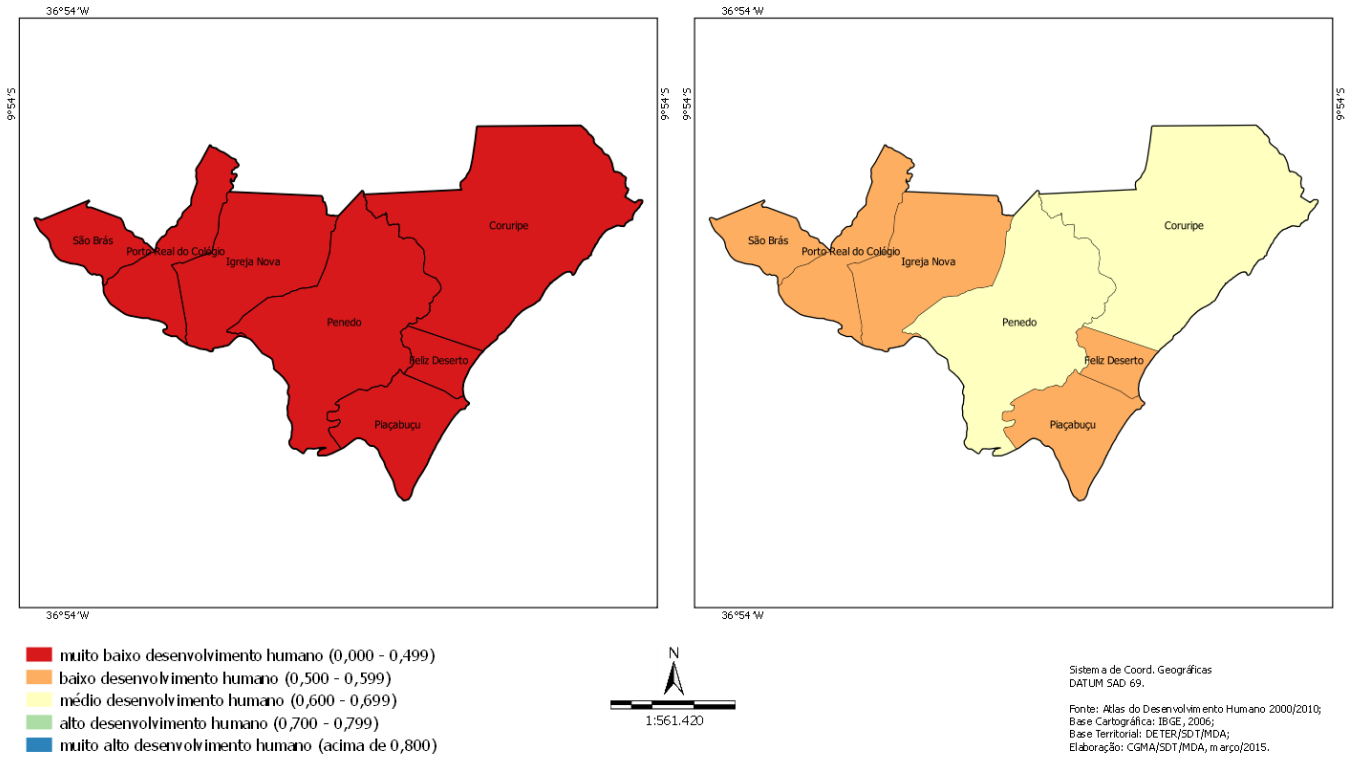 36°54'W
36°54'W
9°54'S
9°54'S
9°54'S
9°54'S
São Brás
Porto Real do Colégio
Igreja Nova
Coruripe
Penedo
Feliz Deserto
Piaçabuçu
São Brás
Porto Real do Colégio
Igreja Nova
Coruripe
Penedo
Feliz Deserto
Piaçabuçu
36°54'W
36°54'W
muito baixo desenvolvimento humano (0,000 - 0,499)
baixo desenvolvimento humano (0,500 - 0,599)
médio desenvolvimento humano (0,600 - 0,699)
alto desenvolvimento humano (0,700 - 0,799)
muito alto desenvolvimento humano (acima de 0,800)
N
1:561.420
Sistema de Coord. Geográficas
DATUM SAD 69.
Fonte: Atlas do Desenvolvimento Humano 2000/2010;
Base Cartográfica: IBGE, 2006;
Base Territorial: DETER/SDT/MDA;
Elaboração: CGMA/SDT/MDA, março/2015.